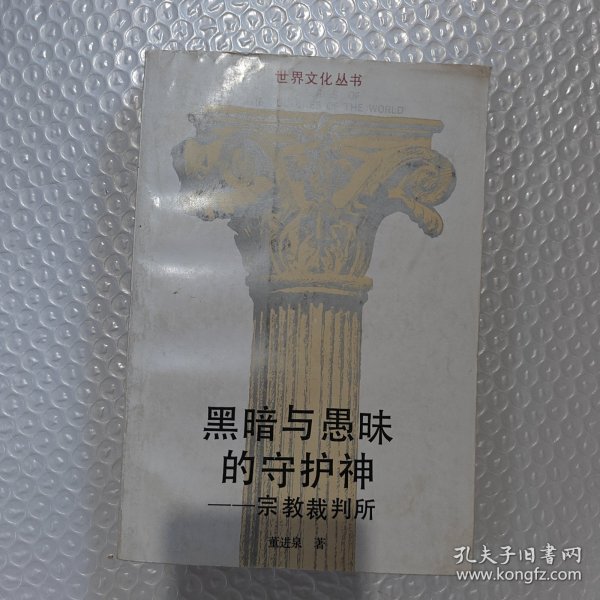 世界文化丛书
OF THE WORLD
黑暗与愚昧
的守护神
——宗教裁判所
董进泉 著
孔夫子旧书网
www.kongfz.com